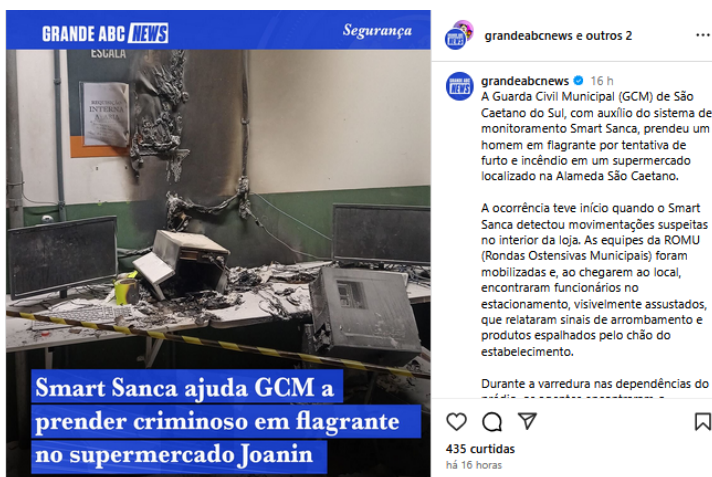 GRANDE ABC NEWS
Segurança
ESCALA
REQUISIÇÃO
INTERNA
Smart Sanca ajuda GCM a
prender criminoso em flagrante
no supermercado Joanin
grandeabcnews e outros 2
grandeabcnews 16 h
A Guarda Civil Municipal (GCM) de São
Caetano do Sul, com auxílio do sistema de
monitoramento Smart Sanca, prendeu um
homem em flagrante por tentativa de
furto e incêndio em um supermercado
localizado na Alameda São Caetano.
A ocorrência teve início quando o Smart
Sanca detectou movimentações suspeitas
no interior da loja. As equipes da ROMU
(Rondas Ostensivas Municipais) foram
mobilizadas e, ao chegarem ao local,
encontraram funcionários no
estacionamento, visivelmente assustados,
que relataram sinais de arrombamento e
produtos espalhados pelo chão do
estabelecimento.
Durante a varredura nas dependências do
435 curtidas
há 16 horas